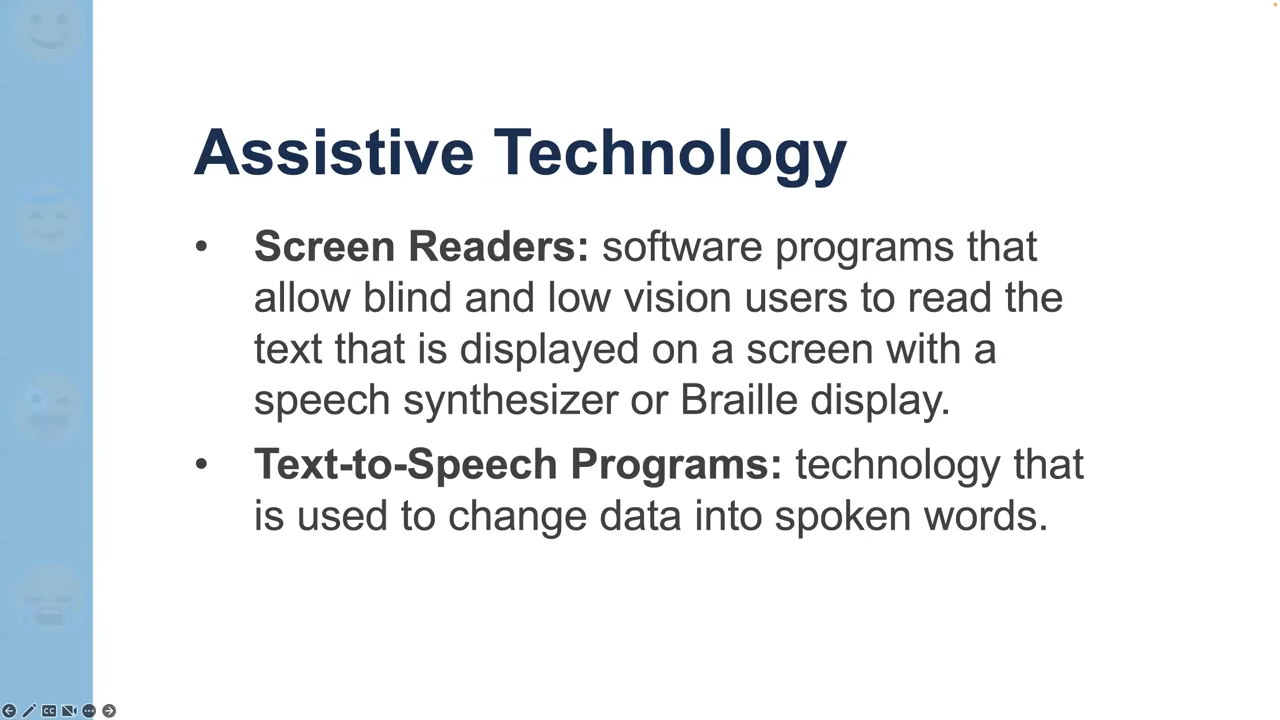 Assistive Technology
• Screen Readers: software programs that
allow blind and low vision users to read the
text that is displayed on a screen with a
speech synthesizer or Braille display.
• Text-to-Speech Programs: technology that
is used to change data into spoken words.
CC